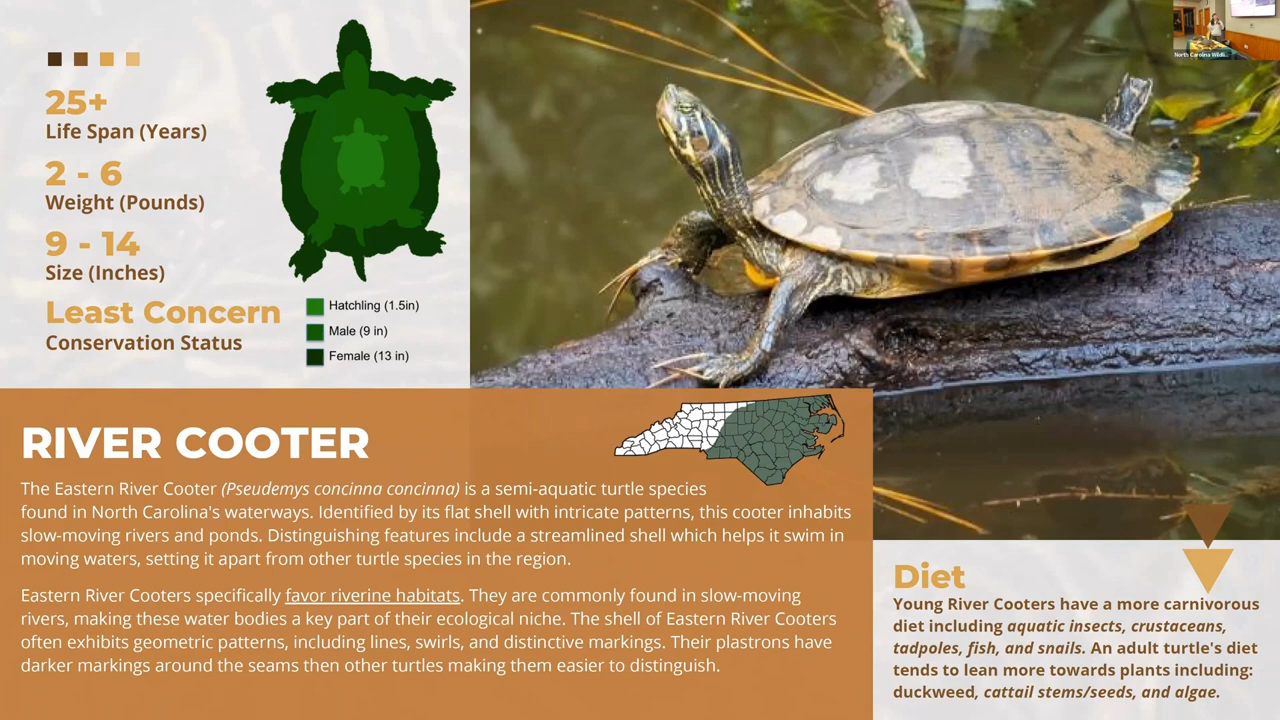 25+
Life Span (Years)
2 - 6
Weight (Pounds)
9 - 14
Size (Inches)
Least Concern
Conservation Status
Hatchling (1.5in)
Male (9 in)
Female (13 in)
North Carolina Wildli...
RIVER COOTER
The Eastern River Cooter (Pseudemys concinna concinna) is a semi-aquatic turtle species
found in North Carolina's waterways. Identified by its flat shell with intricate patterns, this cooter inhabits
slow-moving rivers and ponds. Distinguishing features include a streamlined shell which helps it swim in
moving waters, setting it apart from other turtle species in the region.
Eastern River Cooters specifically favor riverine habitats. They are commonly found in slow-moving
rivers, making these water bodies a key part of their ecological niche. The shell of Eastern River Cooters
often exhibits geometric patterns, including lines, swirls, and distinctive markings. Their plastrons have
darker markings around the seams then other turtles making them easier to distinguish.
Diet
Young River Cooters have a more carnivorous
diet including aquatic insects, crustaceans,
tadpoles, fish, and snails. An adult turtle's diet
tends to lean more towards plants including:
duckweed, cattail stems/seeds, and algae.